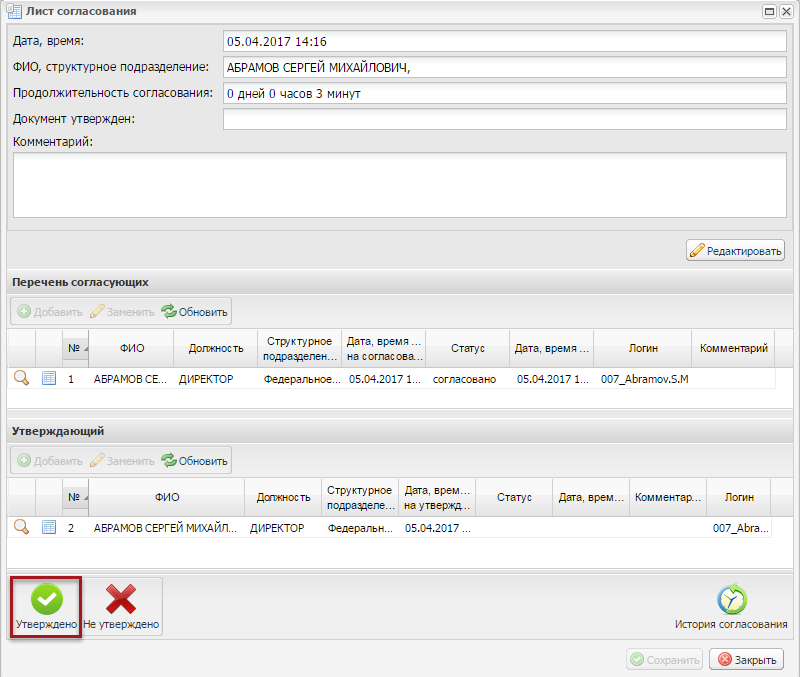 Лист согласования
Дата, время: 05.04.2017 14:16
ФИО, структурное подразделение: АБРАМОВ СЕРГЕЙ МИХАЙЛОВИЧ,
Продолжительность согласования: 0 дней 0 часов 3 минут
Документ утвержден:
Комментарий:
Редактировать
Перечень согласующих
Добавить Заменить Обновить
№ ФИО Должность Структурное подразделен... Дата, время ... на согласова... Статус Дата, время ... Логин Комментарий
1 АБРАМОВ СЕ... ДИРЕКТОР Федеральное... 05.04.2017 1... согласовано 05.04.2017 1... 007_Abramov.S.M
Утверждающий
Добавить Заменить Обновить
№ ФИО Должность Структурное подразделе... Дата, врем... на утвержд... Статус Дата, врем... Комментар... Логин
2 АБРАМОВ СЕРГЕЙ МИХАЙЛ... ДИРЕКТОР Федеральн... 05.04.2017 ... 007_Abra...
Утверждено Не утверждено История согласования
Сохранить Закрыть